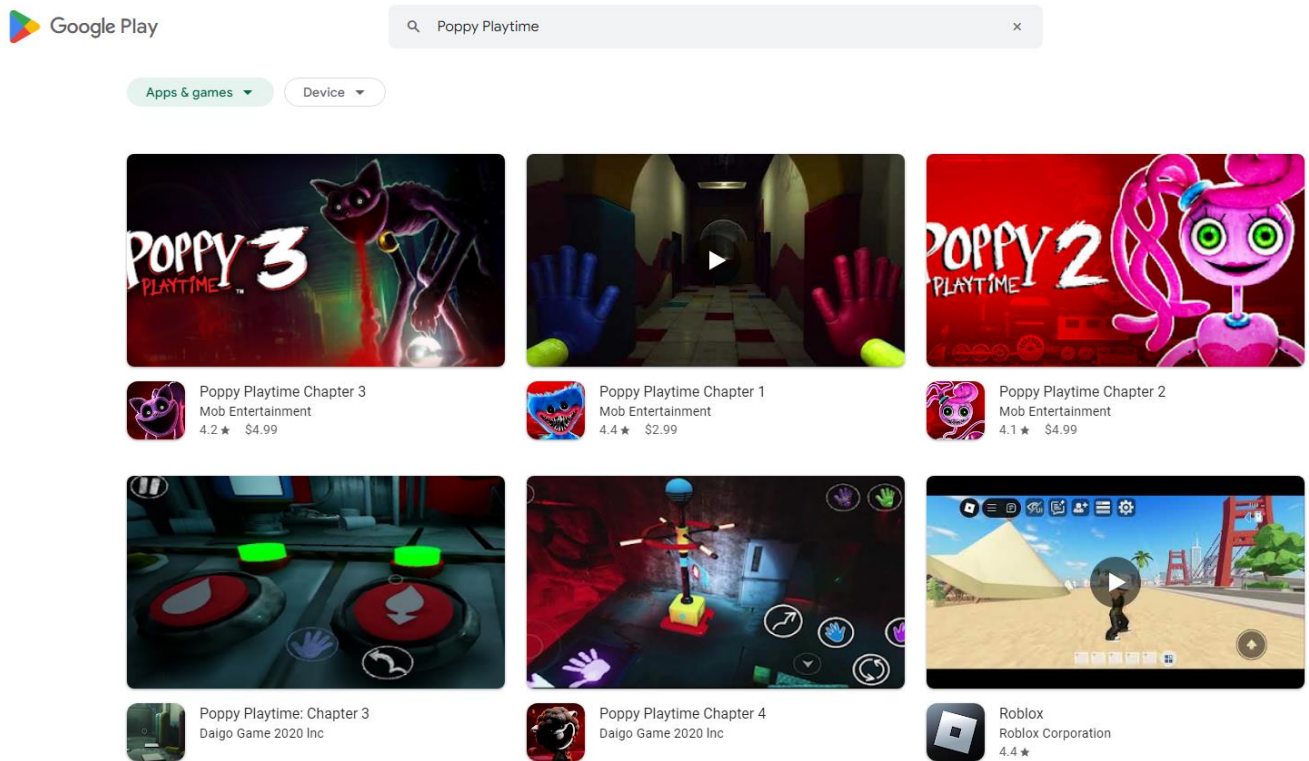 Google Play
Poppy Playtime
Apps & games
Device
POPPY 3
PLAYTIME™
POPPY 2
PLAYTIME
Poppy Playtime Chapter 3
Mob Entertainment
4.2★ $4.99
Poppy Playtime Chapter 1
Mob Entertainment
4.4★ $2.99
Poppy Playtime Chapter 2
Mob Entertainment
4.1★ $4.99
Poppy Playtime: Chapter 3
Daigo Game 2020 Inc
Poppy Playtime Chapter 4
Daigo Game 2020 Inc
Roblox
Roblox Corporation
4.4★